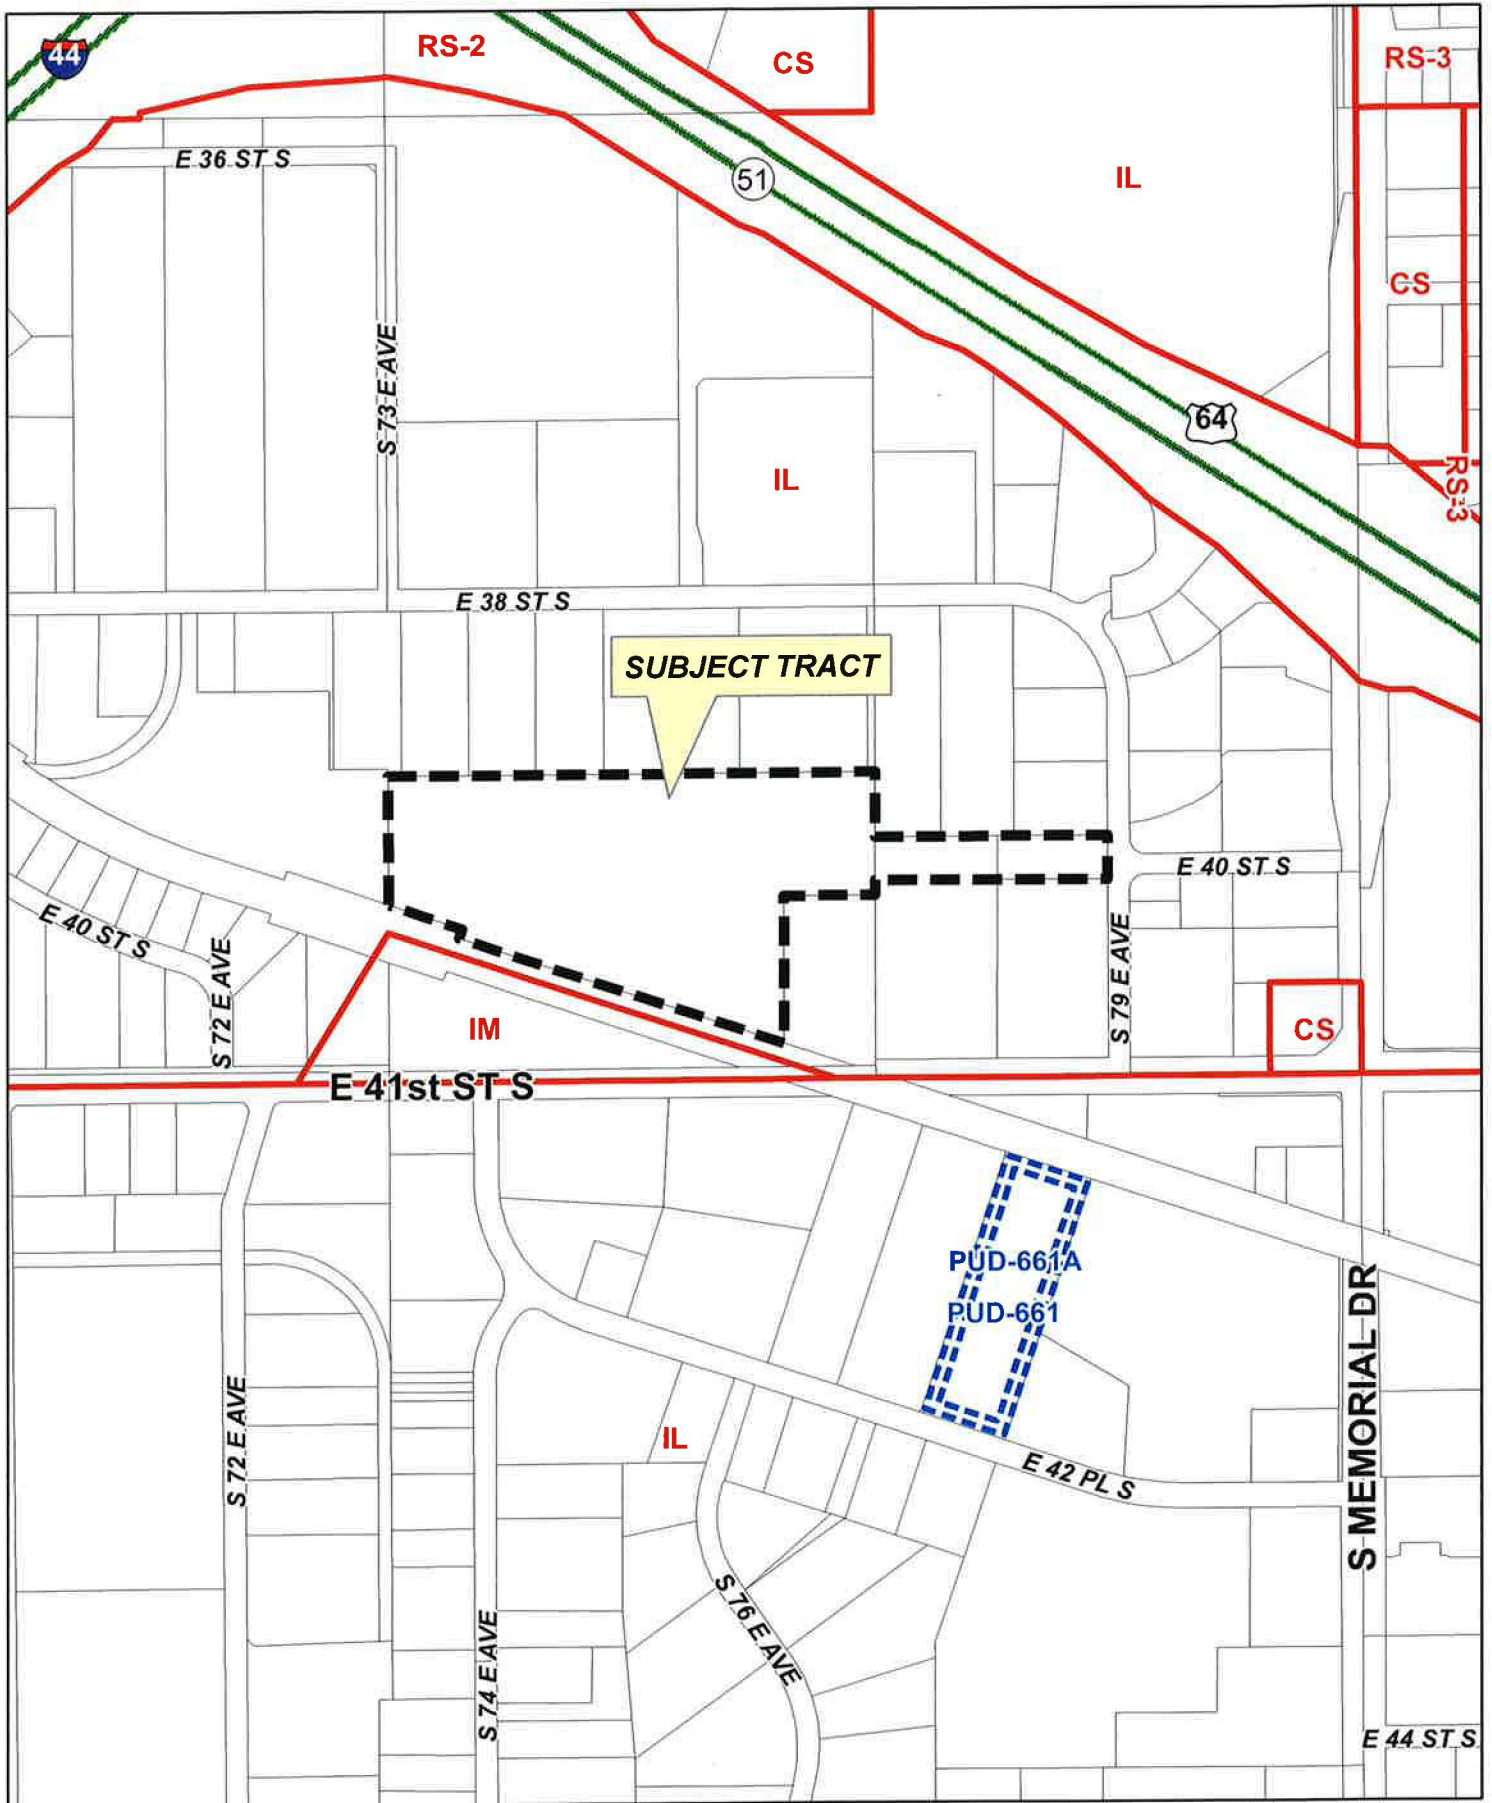 44
RS-2
CS
RS-3
E 36 ST S
51
IL
CS
S 73 E AVE
64
IL
RS-3
E 38 ST S
SUBJECT TRACT
E 40 ST S
E 40 ST S
S 72 E AVE
S 79 E AVE
IM
CS
E 41st ST S
PUD-661A
PUD-661
S MEMORIAL DR
S 72 E AVE
IL
E 42 PL S
S 76 E AVE
S 74 E AVE
E 44 ST S